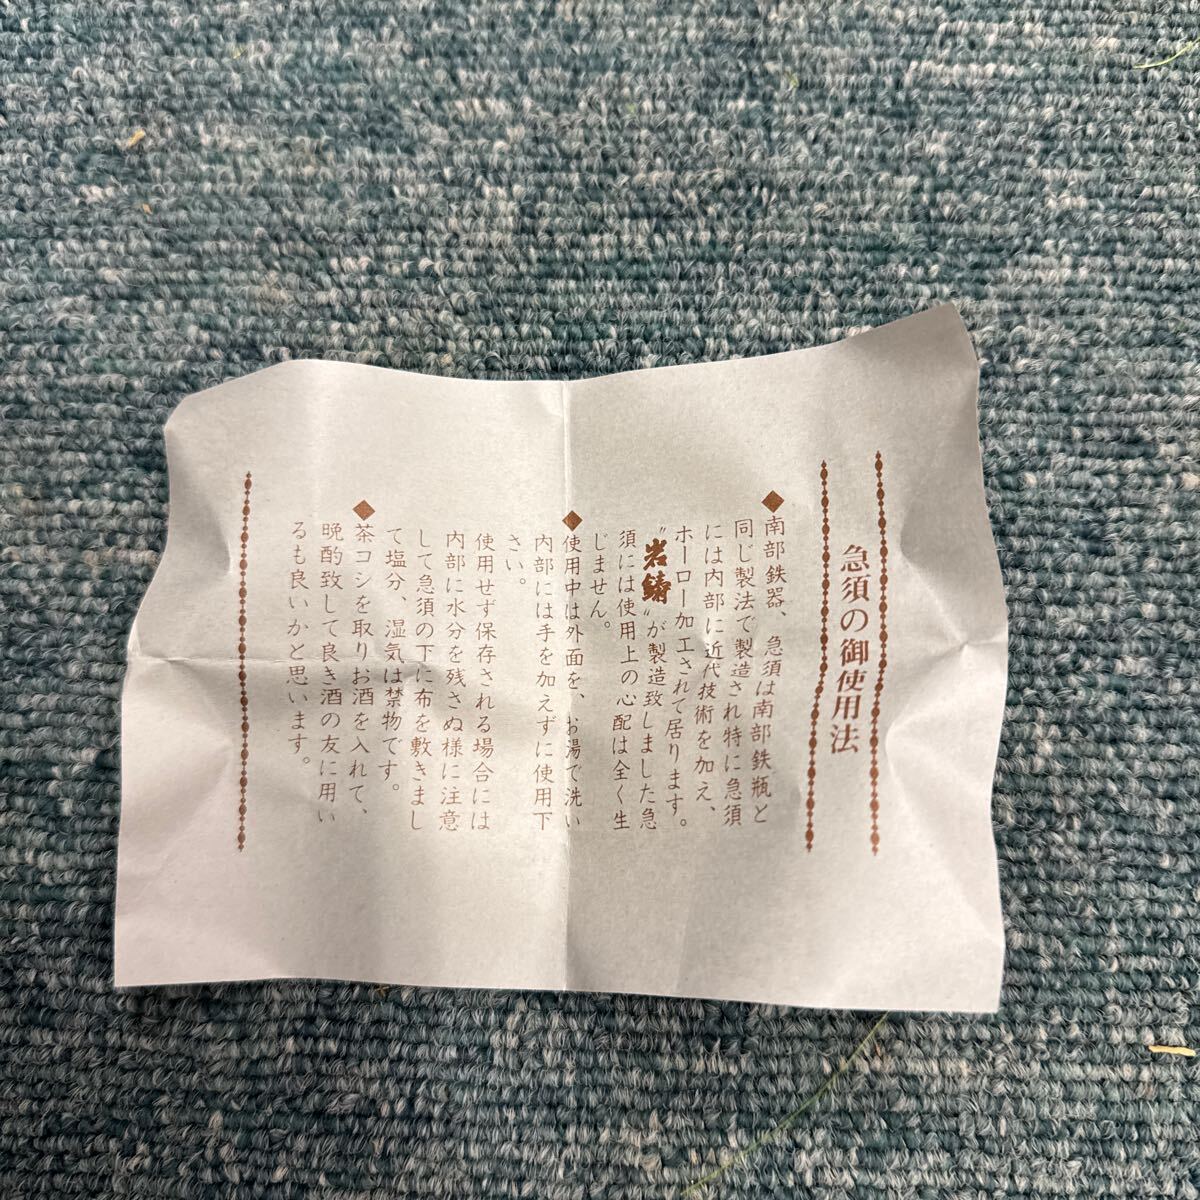 急須の御使用法
◆南部鉄器、急須は南部鉄瓶と
同じ製法で製造され特に急須
には内部に近代技術を加え、
ホーロー加工されて居ります。
〝岩鋳〟が製造致しました急
須には使用上の心配は全く生
じません。
◆使用中は外面を、お湯で洗い
内部には手を加えずに使用下
さい。
使用せず保存される場合には
内部に水分を残さぬ様に注意
して急須の下に布を敷きまし
て塩分、湿気は禁物です。
◆茶コシを取りお酒を入れて、
晩酌致して良き酒の友に用い
るも良いかと思います。